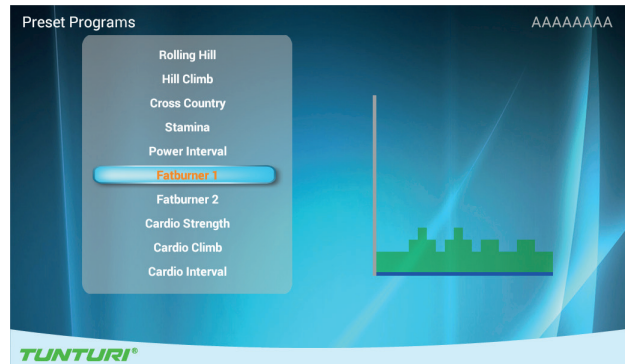 Preset Programs
AAAAAAAA
Rolling Hill
Hill Climb
Cross Country
Stamina
Power Interval
Fatburner 1
Fatburner 2
Cardio Strength
Cardio Climb
Cardio Interval
TUNTURI®